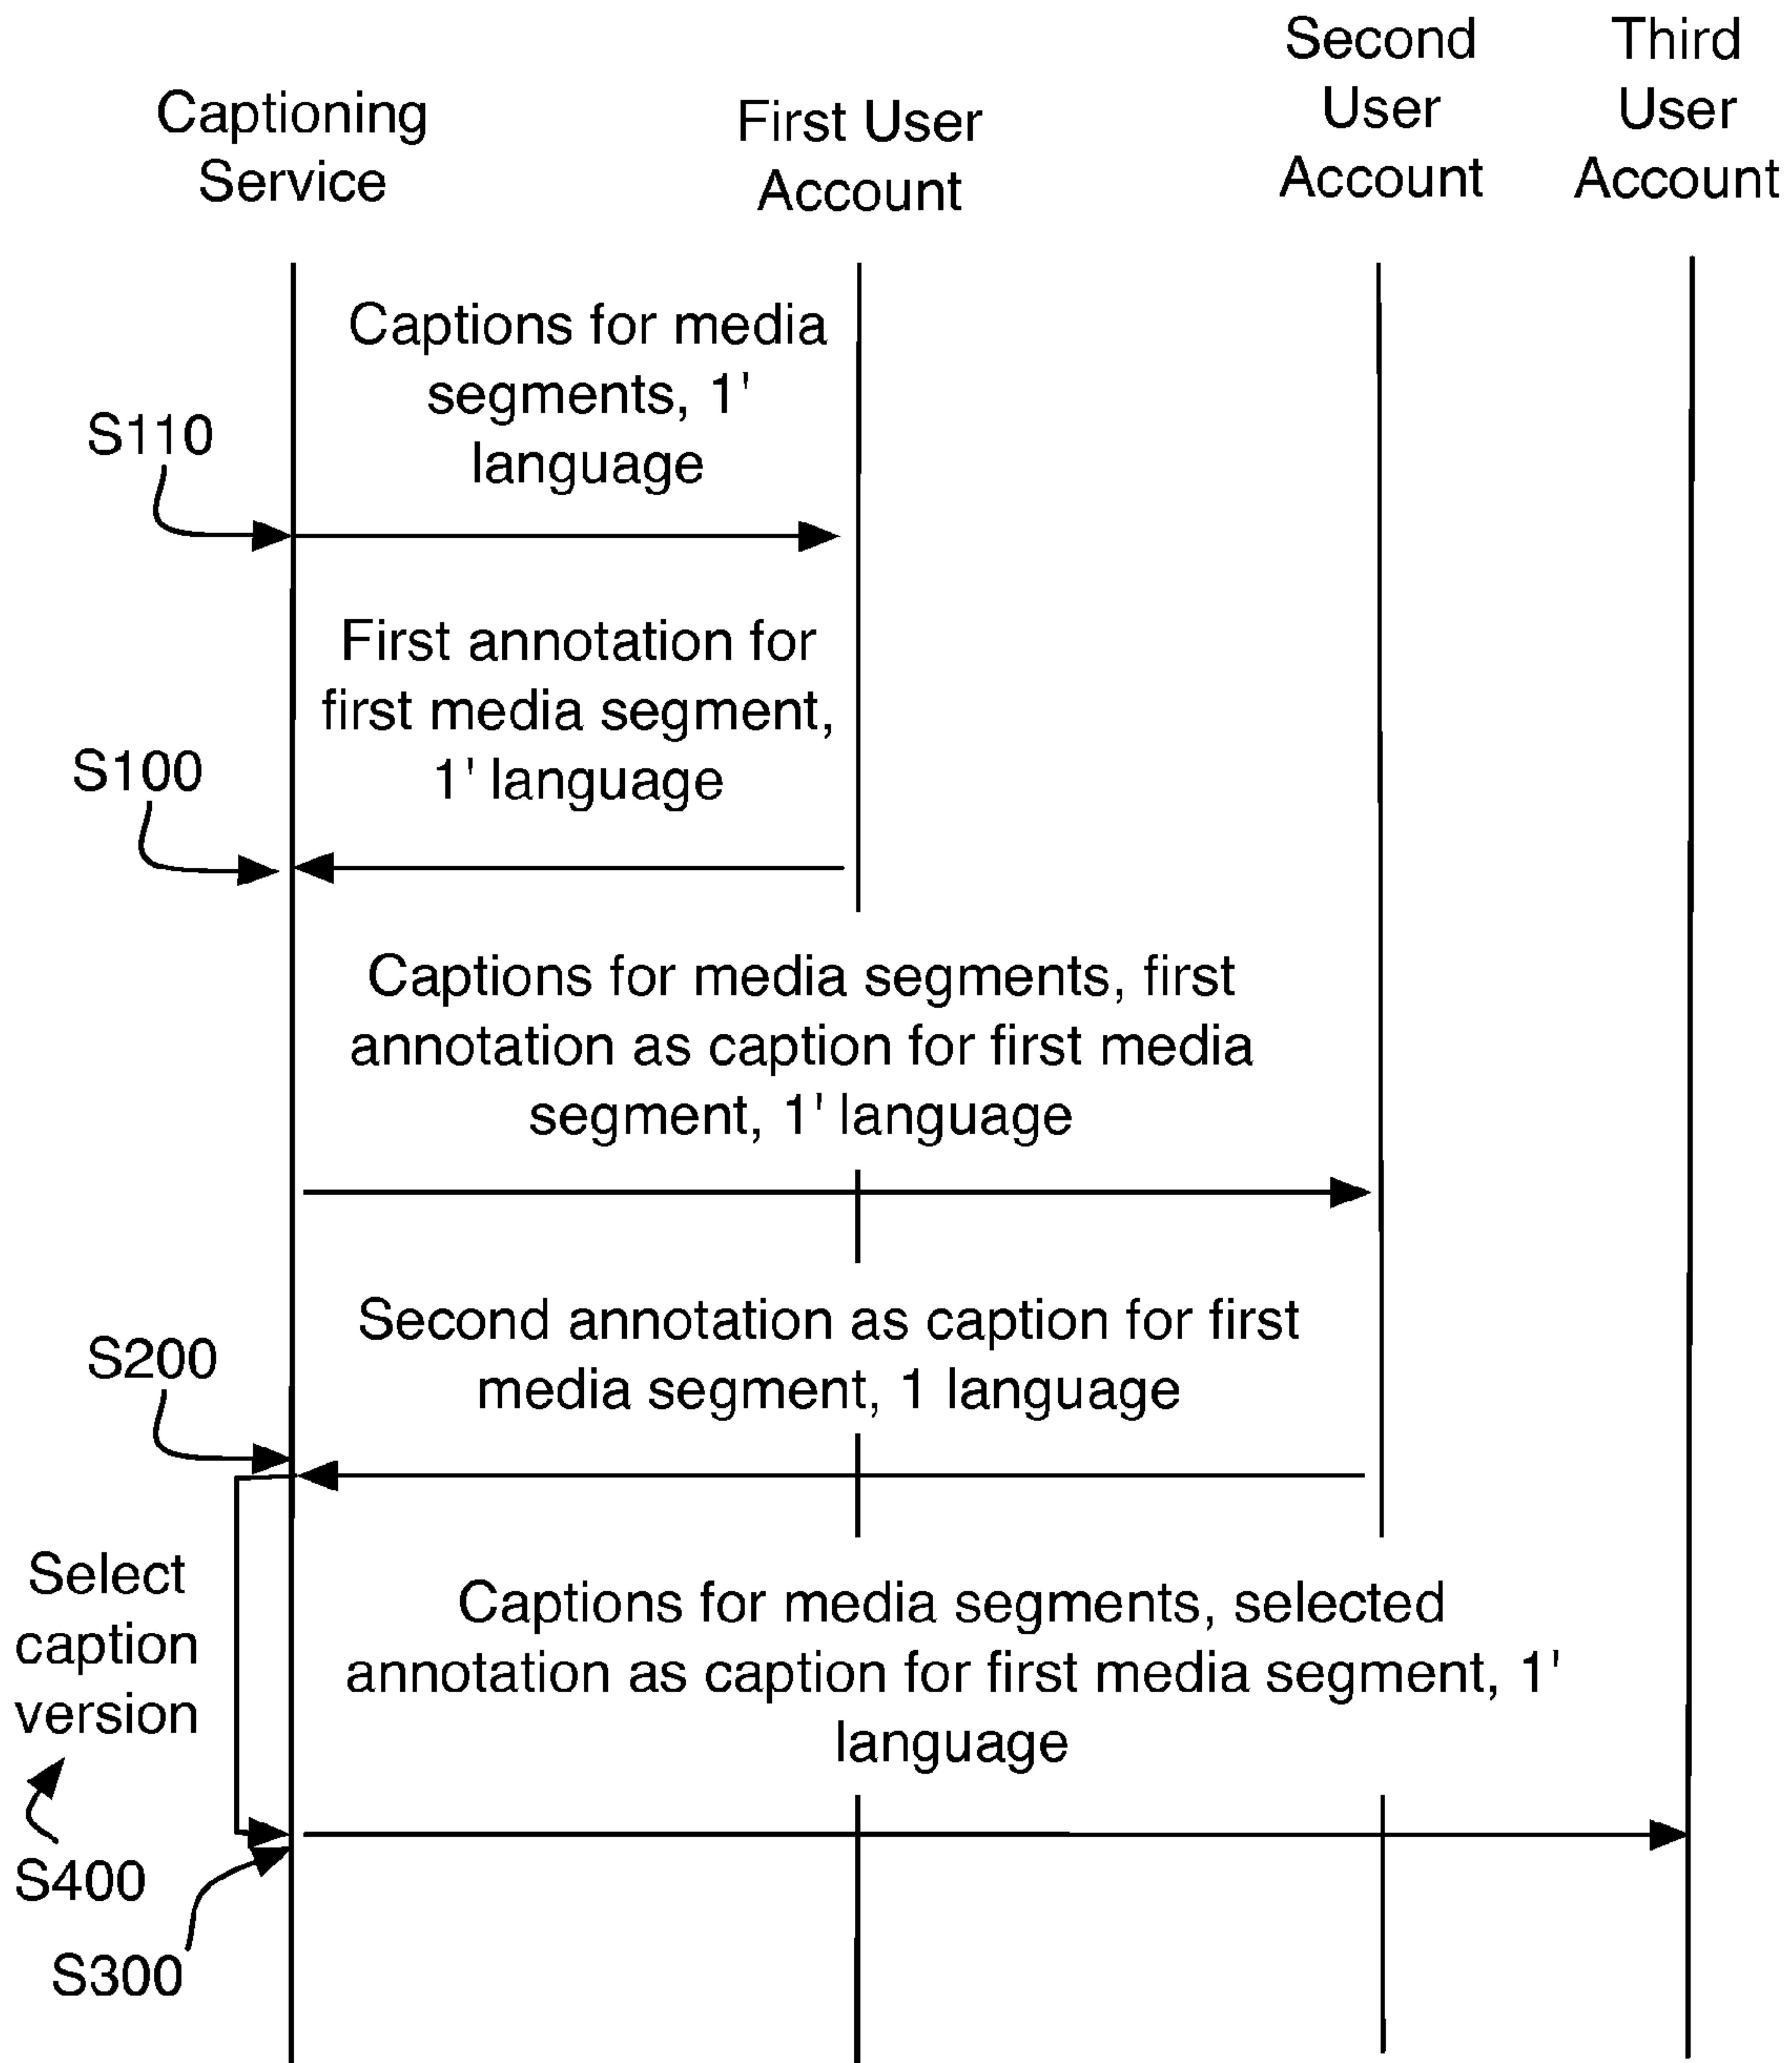 Captioning
Service
First User
Account
Second
User
Account
Third
User
Account
Captions for media
segments, 1'
language
S110
First annotation for
first media segment,
1' language
S100
Captions for media segments, first
annotation as caption for first media
segment, 1' language
Second annotation as caption for first
media segment, 1 language
S200
Select
caption
version
Captions for media segments, selected
annotation as caption for first media segment, 1'
language
S400
S300